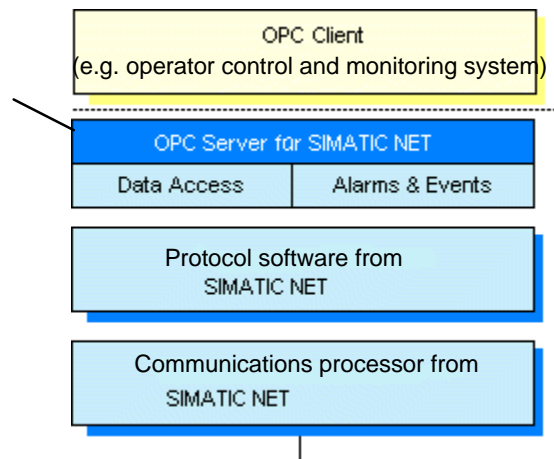 OPC Client
(e.g. operator control and monitoring system)
OPC Server für SIMATIC NET
Data Access
Alarms & Events
Protocol software from
SIMATIC NET
Communications processor from
SIMATIC NET